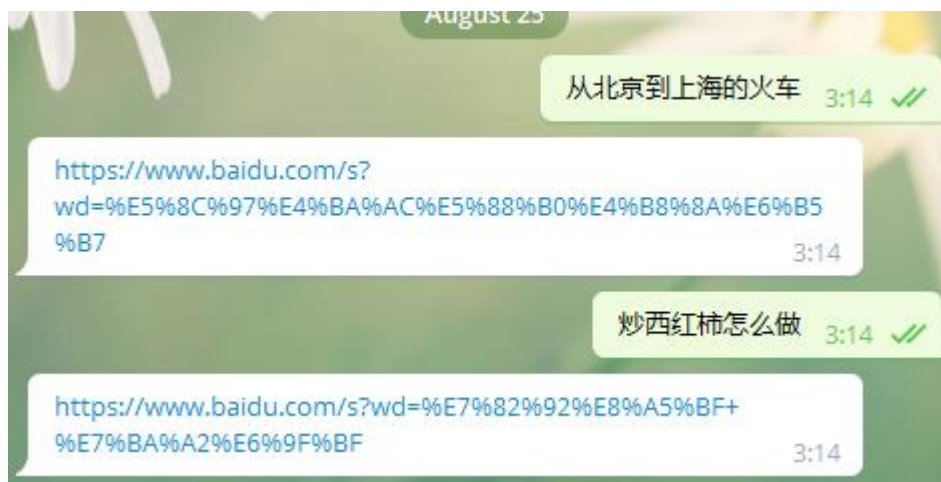 August 25
从北京到上海的火车 3:14
https://www.baidu.com/s?
wd=%E5%8C%97%E4%BA%AC%E5%88%B0%E4%B8%8A%E6%B5
%B7
3:14
炒西红柿怎么做 3:14
https://www.baidu.com/s?wd=%E7%82%92%E8%A5%BF+
%E7%BA%A2%E6%9F%BF
3:14